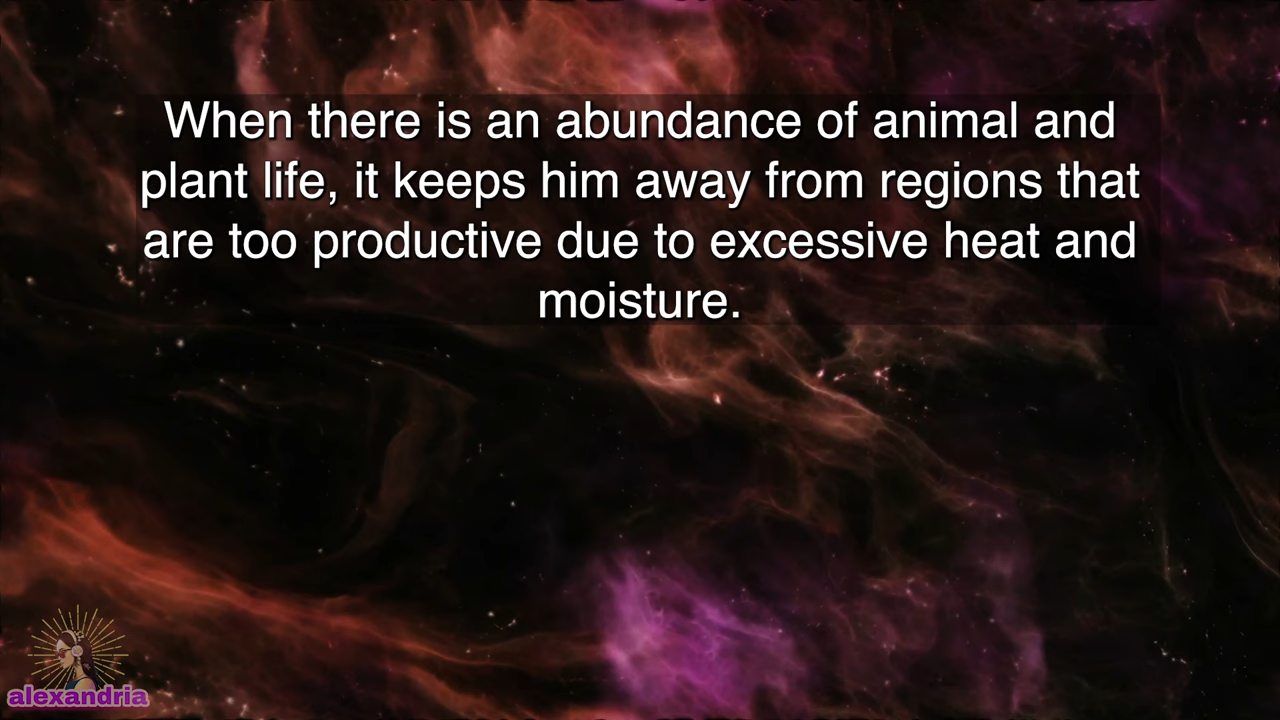 When there is an abundance of animal and
plant life, it keeps him away from regions that
are too productive due to excessive heat and
moisture.
alexandria